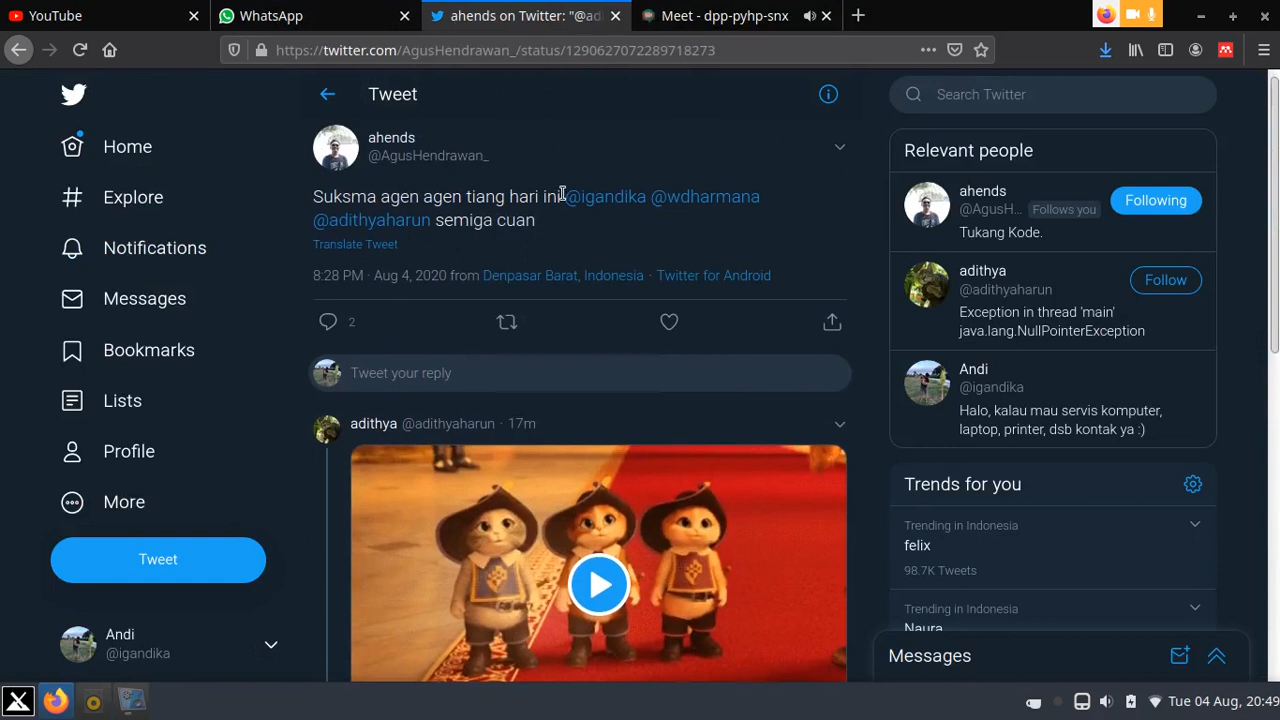 YouTube
WhatsApp
ahends on Twitter: "@ad
Meet - dpp-pyhp-snx
https://twitter.com/AgusHendrawan_/status/1290627072289718273
Home
Explore
Notifications
Messages
Bookmarks
Lists
Profile
More
Tweet
Andi
@igandika
Tweet
ahends
@AgusHendrawan_
Suksma agen agen tiang hari ini @igandika @wdharmana
@adithyaharun semiga cuan
Translate Tweet
8:28 PM · Aug 4, 2020 from Denpasar Barat, Indonesia · Twitter for Android
2
Tweet your reply
adithya @adithyaharun · 17m
Search Twitter
Relevant people
ahends
@AgusH... Follows you
Following
Tukang Kode.
adithya
@adithyaharun
Follow
Exception in thread 'main'
java.lang.NullPointerException
Andi
@igandika
Halo, kalau mau servis komputer,
laptop, printer, dsb kontak ya :)
Trends for you
Trending in Indonesia
felix
98.7K Tweets
Trending in Indonesia
Naura
Messages
Tue 04 Aug, 20:49